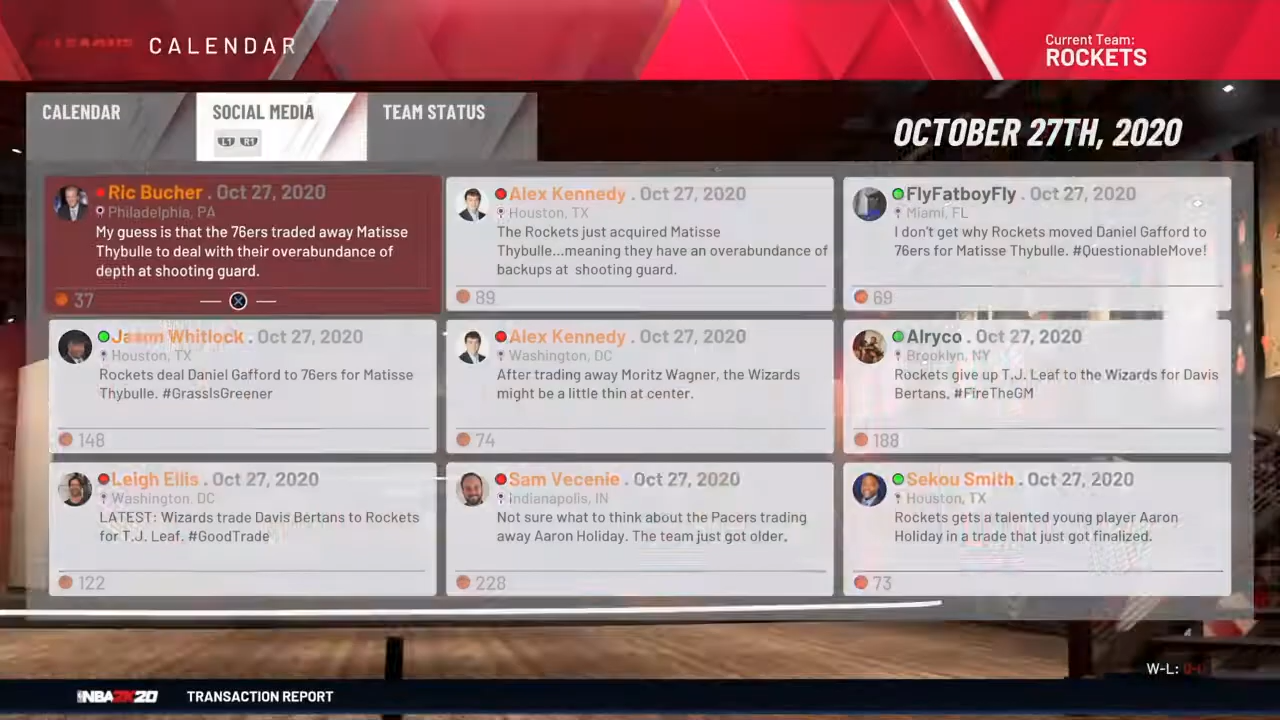 CALENDAR
Current Team:
ROCKETS
CALENDAR
SOCIAL MEDIA
TEAM STATUS
L1 R1
OCTOBER 27TH, 2020
Ric Bucher . Oct 27, 2020
Philadelphia, PA
My guess is that the 76ers traded away Matisse
Thybulle to deal with their overabundance of
depth at shooting guard.
37
Alex Kennedy . Oct 27, 2020
Houston, TX
The Rockets just acquired Matisse
Thybulle...meaning they have an overabundance of
backups at shooting guard.
89
FlyFatboyFly . Oct 27, 2020
Miami, FL
I don't get why Rockets moved Daniel Gafford to
76ers for Matisse Thybulle. #QuestionableMove!
69
Jason Whitlock . Oct 27, 2020
Houston, TX
Rockets deal Daniel Gafford to 76ers for Matisse
Thybulle. #GrassIsGreener
148
Alex Kennedy . Oct 27, 2020
Washington, DC
After trading away Moritz Wagner, the Wizards
might be a little thin at center.
74
Alryco . Oct 27, 2020
Brooklyn, NY
Rockets give up T.J. Leaf to the Wizards for Davis
Bertans. #FireTheGM
188
Leigh Ellis . Oct 27, 2020
Washington, DC
LATEST: Wizards trade Davis Bertans to Rockets
for T.J. Leaf. #GoodTrade
122
Sam Vecenie . Oct 27, 2020
Indianapolis, IN
Not sure what to think about the Pacers trading
away Aaron Holiday. The team just got older.
228
Sekou Smith . Oct 27, 2020
Houston, TX
Rockets gets a talented young player Aaron
Holiday in a trade that just got finalized.
73
W-L: 0-0
NBA2K20
TRANSACTION REPORT